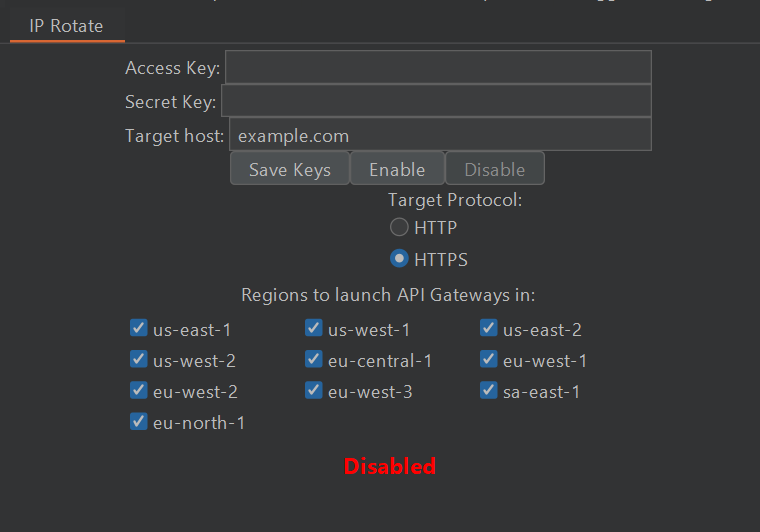 IP Rotate
Access Key:
Secret Key:
Target host: example.com
Save Keys Enable Disable
Target Protocol:
HTTP
HTTPS
Regions to launch API Gateways in:
us-east-1 us-west-1 us-east-2
us-west-2 eu-central-1 eu-west-1
eu-west-2 eu-west-3 sa-east-1
eu-north-1
Disabled